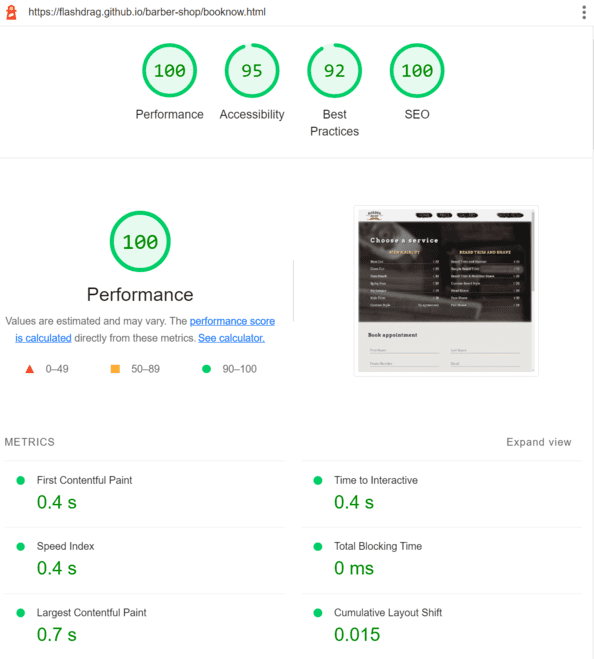 https://flashdrag.github.io/barber-shop/booknow.html
100 95 92 100
Performance Accessibility Best Practices SEO
100
Performance
Values are estimated and may vary. The performance score
is calculated directly from these metrics. See calculator.
0–49 50–89 90–100
Choose a service
BEARD TRIM AND SHAVE
Book appointment
METRICS
Expand view
First Contentful Paint
0.4 s
Time to Interactive
0.4 s
Speed Index
0.4 s
Total Blocking Time
0 ms
Largest Contentful Paint
0.7 s
Cumulative Layout Shift
0.015